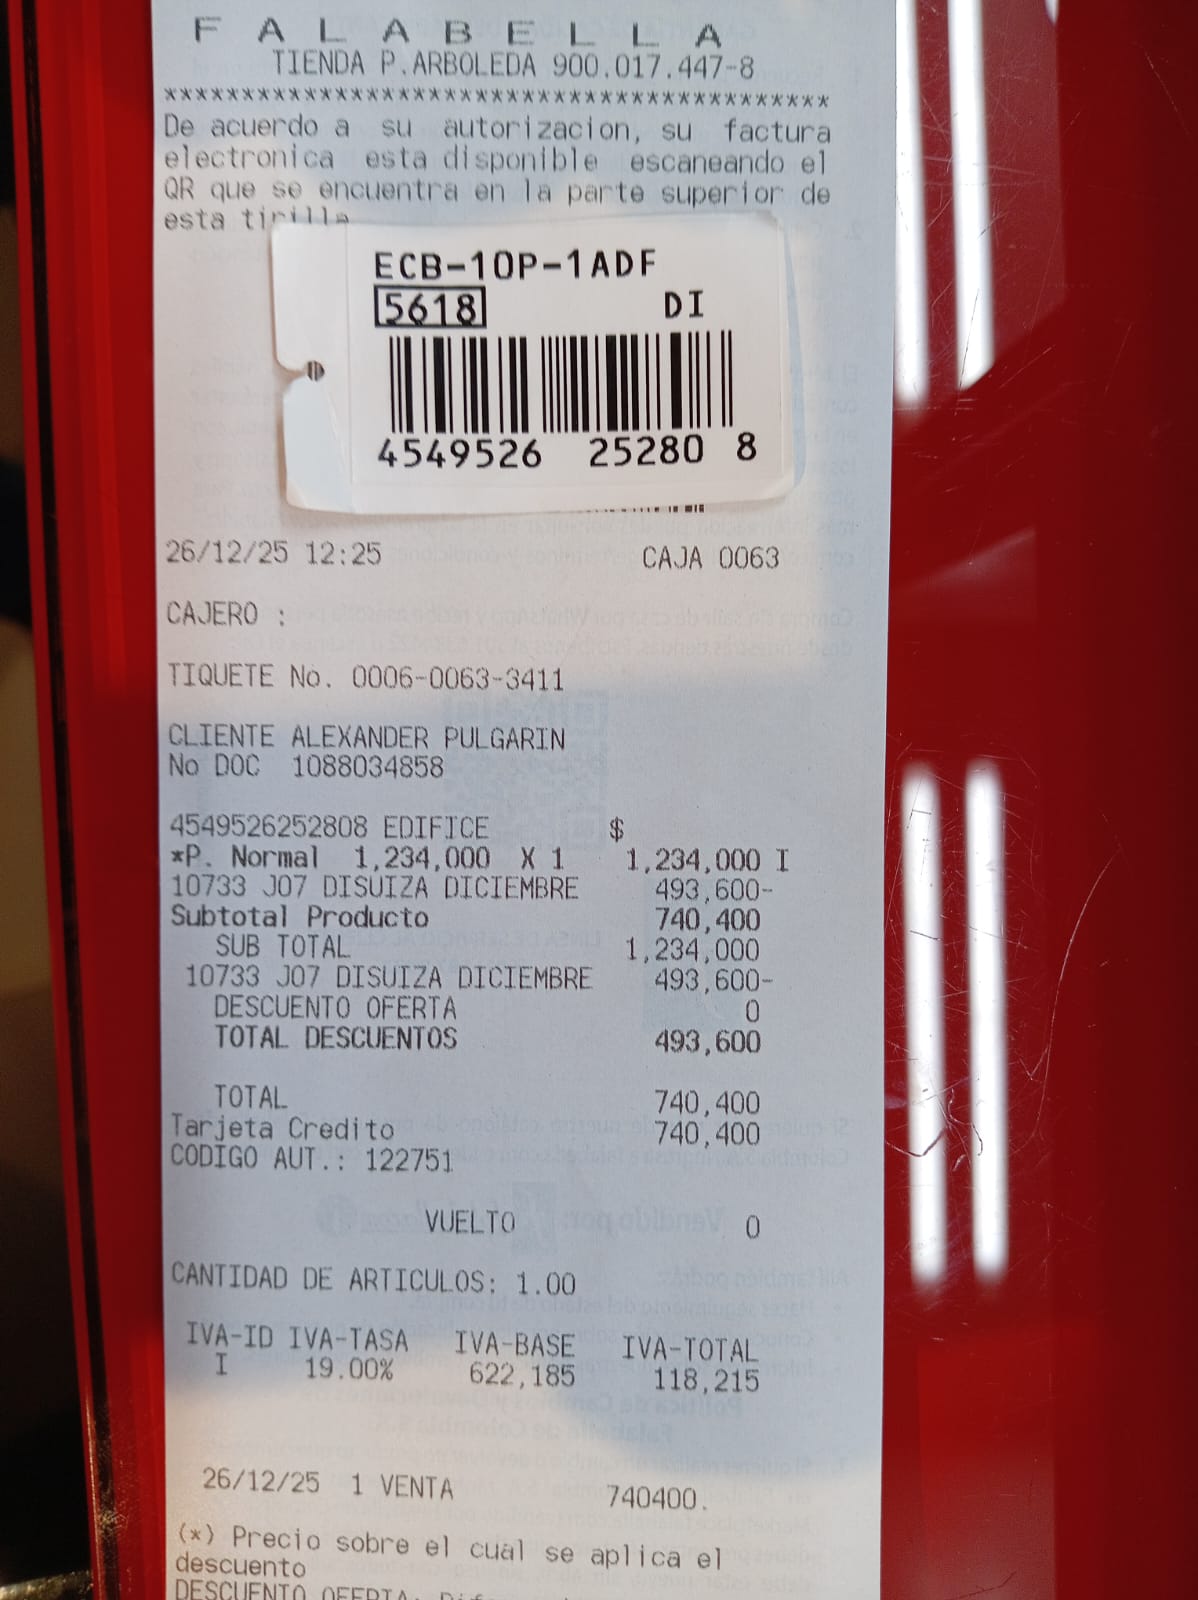 F A L A B E L L A
TIENDA P.ARBOLEDA 900.017.447-8
*******************************************
De acuerdo a su autorizacion, su factura
electronica esta disponible escaneando el
QR que se encuentra en la parte superior de
esta tirilla
ECB-10P-1ADF
5618 DI
4549526 25280 8
26/12/25 12:25 CAJA 0063
CAJERO :
TIQUETE No. 0006-0063-3411
CLIENTE ALEXANDER PULGARIN
No DOC 1088034858
4549526252808 EDIFICE $
*P. Normal 1,234,000 X 1 1,234,000 I
10733 J07 DISUIZA DICIEMBRE 493,600-
Subtotal Producto 740,400
SUB TOTAL 1,234,000
10733 J07 DISUIZA DICIEMBRE 493,600-
DESCUENTO OFERTA 0
TOTAL DESCUENTOS 493,600
TOTAL 740,400
Tarjeta Credito 740,400
CODIGO AUT.: 122751
VUELTO 0
CANTIDAD DE ARTICULOS: 1.00
IVA-ID IVA-TASA IVA-BASE IVA-TOTAL
I 19.00% 622,185 118,215
26/12/25 1 VENTA 740400.
(*) Precio sobre el cual se aplica el
descuento
DESCUENTO OFERTA: